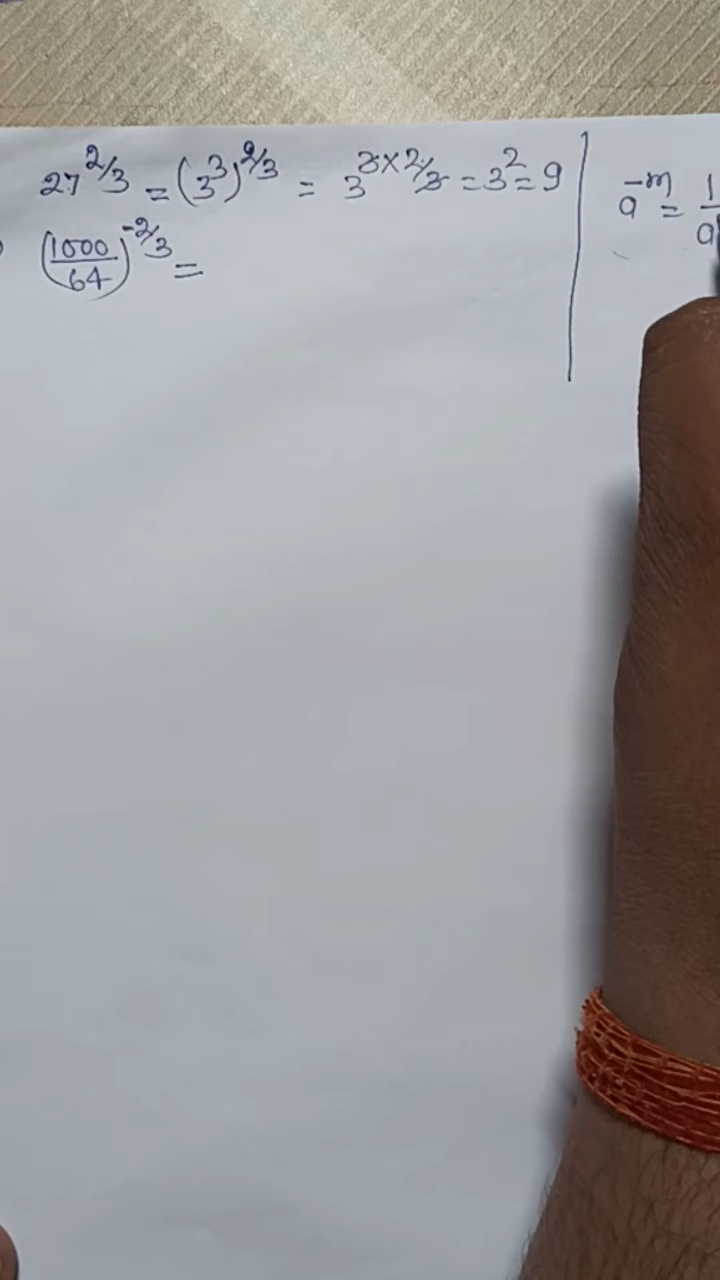 27^2/3 = (3^3)^2/3 = 3^3×2/3 = 3^2 = 9
(1000/64)^-2/3 =
a^-m = 1/a